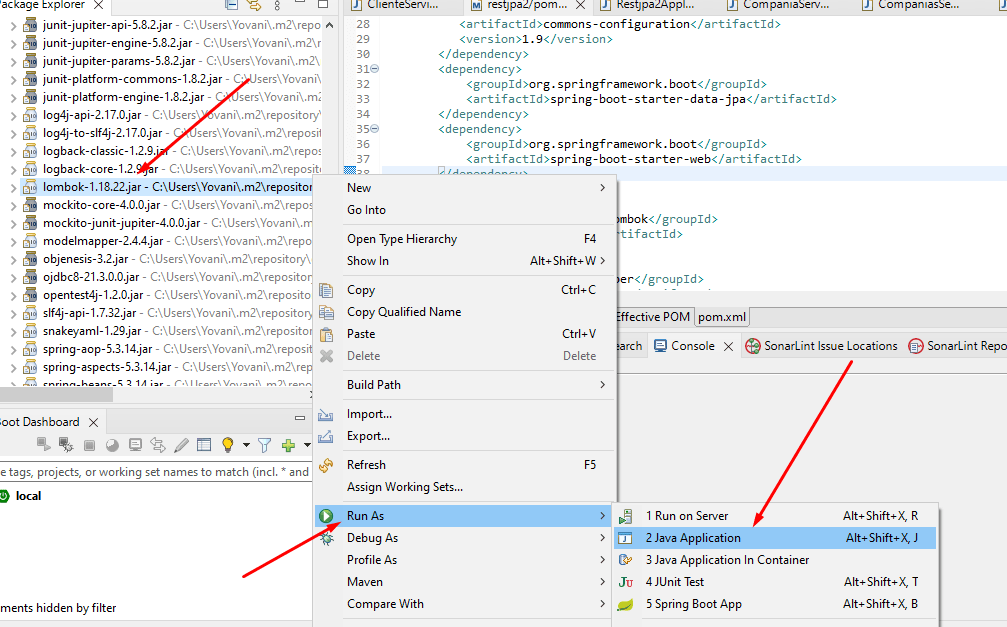 ackage Explorer
junit-jupiter-api-5.8.2.jar - C:\Users\Yovani\.m2\
junit-jupiter-engine-5.8.2.jar - C:\Users\Yovani\
junit-jupiter-params-5.8.2.jar - C:\Users\Yovani\
junit-platform-commons-1.8.2.jar - C:\Users\Yovani\
junit-platform-engine-1.8.2.jar - C:\Users\Yovani\
log4j-api-2.17.0.jar - C:\Users\Yovani\.m2\repository\
log4j-to-slf4j-2.17.0.jar - C:\Users\Yovani\.m2\reposit
logback-classic-1.2.9.jar - C:\Users\Yovani\.m2\repos
logback-core-1.2.9.jar - C:\Users\Yovani\.m2\reposito
lombok-1.18.22.jar - C:\Users\Yovani\.m2\repository
mockito-core-4.0.0.jar - C:\Users\Yovani\.m2\repo
mockito-junit-jupiter-4.0.0.jar - C:\Users\Yovani\
modelmapper-2.4.4.jar - C:\Users\Yovani\.m2\repo
objenesis-3.2.jar - C:\Users\Yovani\.m2\repository\
ojdbc8-21.3.0.0.jar - C:\Users\Yovani\.m2\repositor
opentest4j-1.2.0.jar - C:\Users\Yovani\.m2\reposito
slf4j-api-1.7.32.jar - C:\Users\Yovani\.m2\repositor
snakeyaml-1.29.jar - C:\Users\Yovani\.m2\repositor
spring-aop-5.3.14.jar - C:\Users\Yovani\.m2\repos
spring-aspects-5.3.14.jar - C:\Users\Yovani\.m2\r
spring-beans-5.3.14.jar - C:\Users\Yovani\.m2\rep
oot Dashboard
e tags, projects, or working set names to match (incl. * and
local
ments hidden by filter
ClienteServi... restjpa2/pom... Restjpa2Appl... CompaniaServ... CompaniasSe...
28 <artifactId>commons-configuration</artifactId>
29 <version>1.9</version>
30 </dependency>
31 <dependency>
32 <groupId>org.springframework.boot</groupId>
33 <artifactId>spring-boot-starter-data-jpa</artifactId>
34 </dependency>
35 <dependency>
36 <groupId>org.springframework.boot</groupId>
37 <artifactId>spring-boot-starter-web</artifactId>
38 </dependency>
ombok</groupId>
rtifactId>
per</groupId>
Effective POM pom.xml
earch Console SonarLint Issue Locations SonarLint Repo
New
Go Into
Open Type Hierarchy F4
Show In Alt+Shift+W
Copy Ctrl+C
Copy Qualified Name
Paste Ctrl+V
Delete Delete
Build Path
Import...
Export...
Refresh F5
Assign Working Sets...
Run As
Debug As
Profile As
Maven
Compare With
1 Run on Server Alt+Shift+X, R
2 Java Application Alt+Shift+X, J
3 Java Application In Container
4 JUnit Test Alt+Shift+X, T
5 Spring Boot App Alt+Shift+X, B